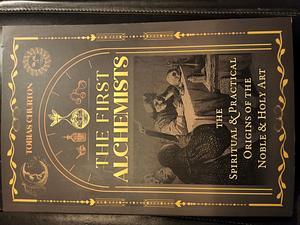 TOBIAS CHURTON
THE FIRST
ALCHEMISTS
THE
SPIRITUAL & PRACTICAL
ORIGINS OF THE
NOBLE & HOLY ART